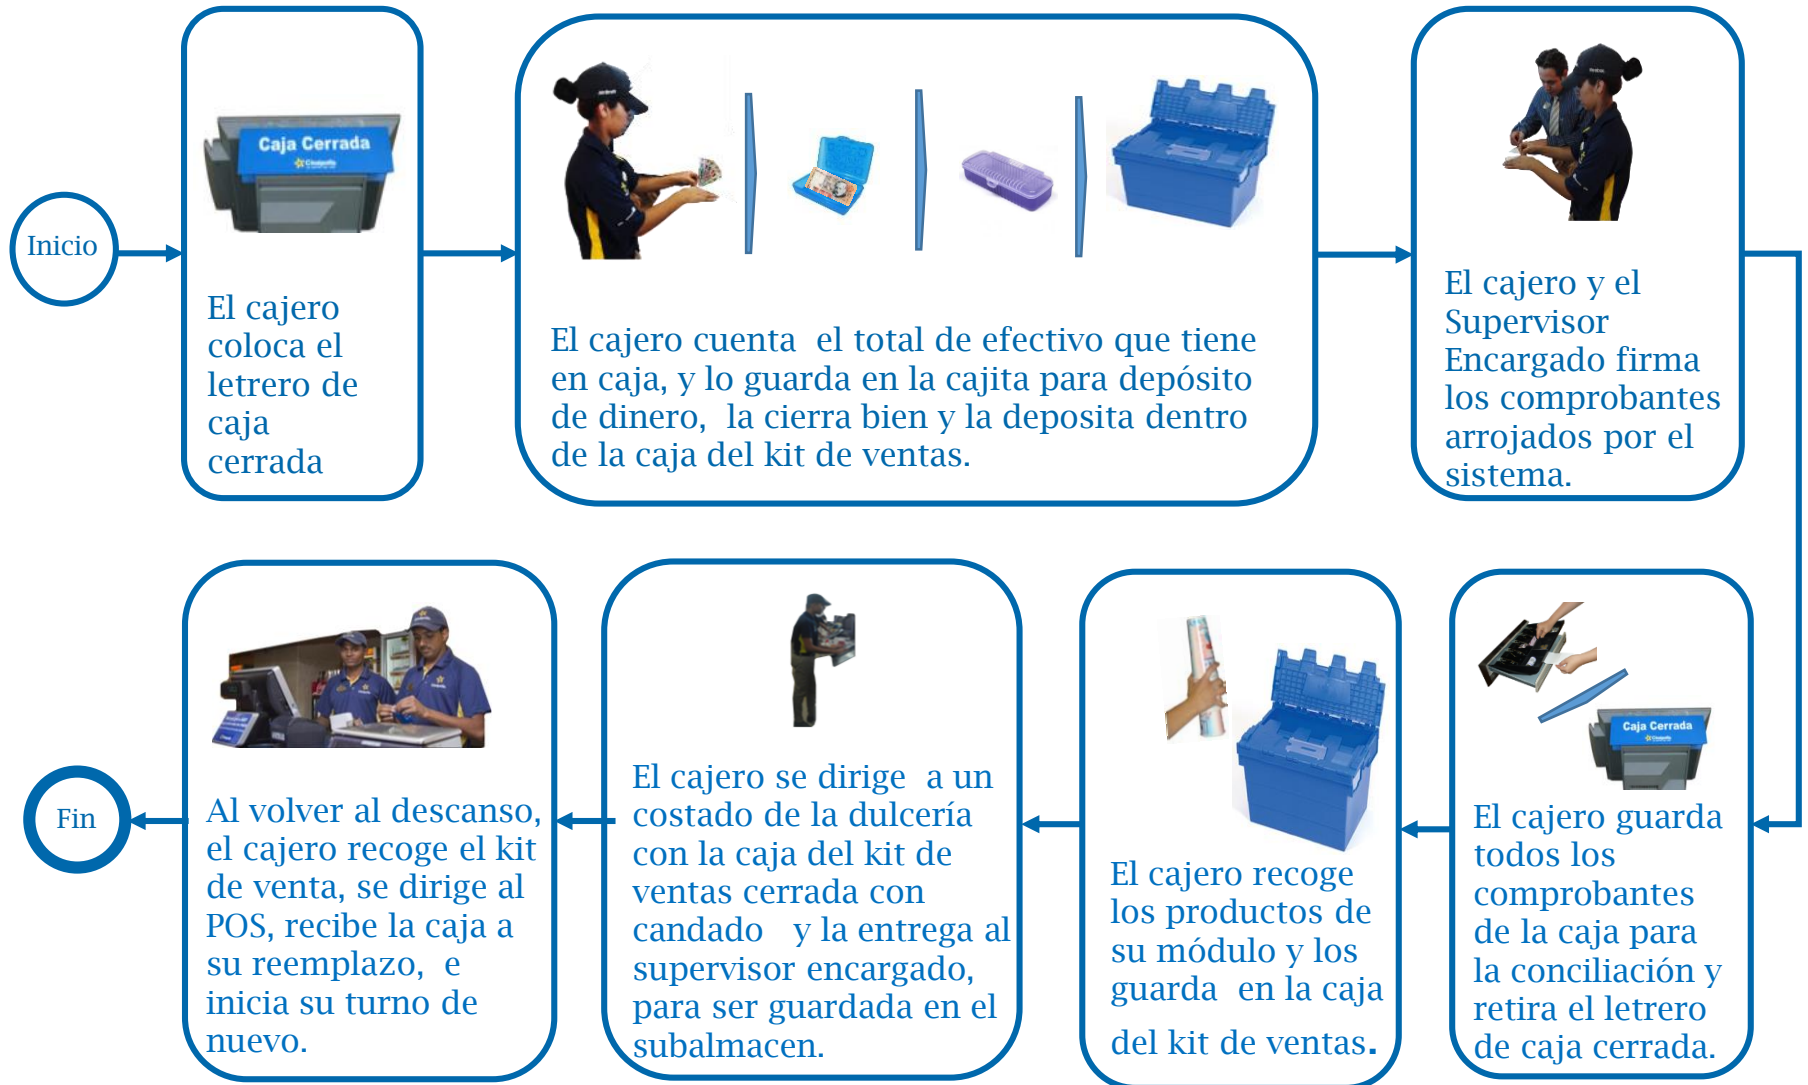 Inicio
Caja Cerrada
Cinépolis
El cajero
coloca el
letrero de
caja
cerrada
El cajero cuenta el total de efectivo que tiene
en caja, y lo guarda en la cajita para depósito
de dinero, la cierra bien y la deposita dentro
de la caja del kit de ventas.
El cajero y el
Supervisor
Encargado firma
los comprobantes
arrojados por el
sistema.
Caja Cerrada
Cinépolis
El cajero guarda
todos los
comprobantes
de la caja para
la conciliación y
retira el letrero
de caja cerrada.
El cajero recoge
los productos de
su módulo y los
guarda en la caja
del kit de ventas.
El cajero se dirige a un
costado de la dulcería
con la caja del kit de
ventas cerrada con
candado y la entrega al
supervisor encargado,
para ser guardada en el
subalmacen.
Al volver al descanso,
el cajero recoge el kit
de venta, se dirige al
POS, recibe la caja a
su reemplazo, e
inicia su turno de
nuevo.
Fin